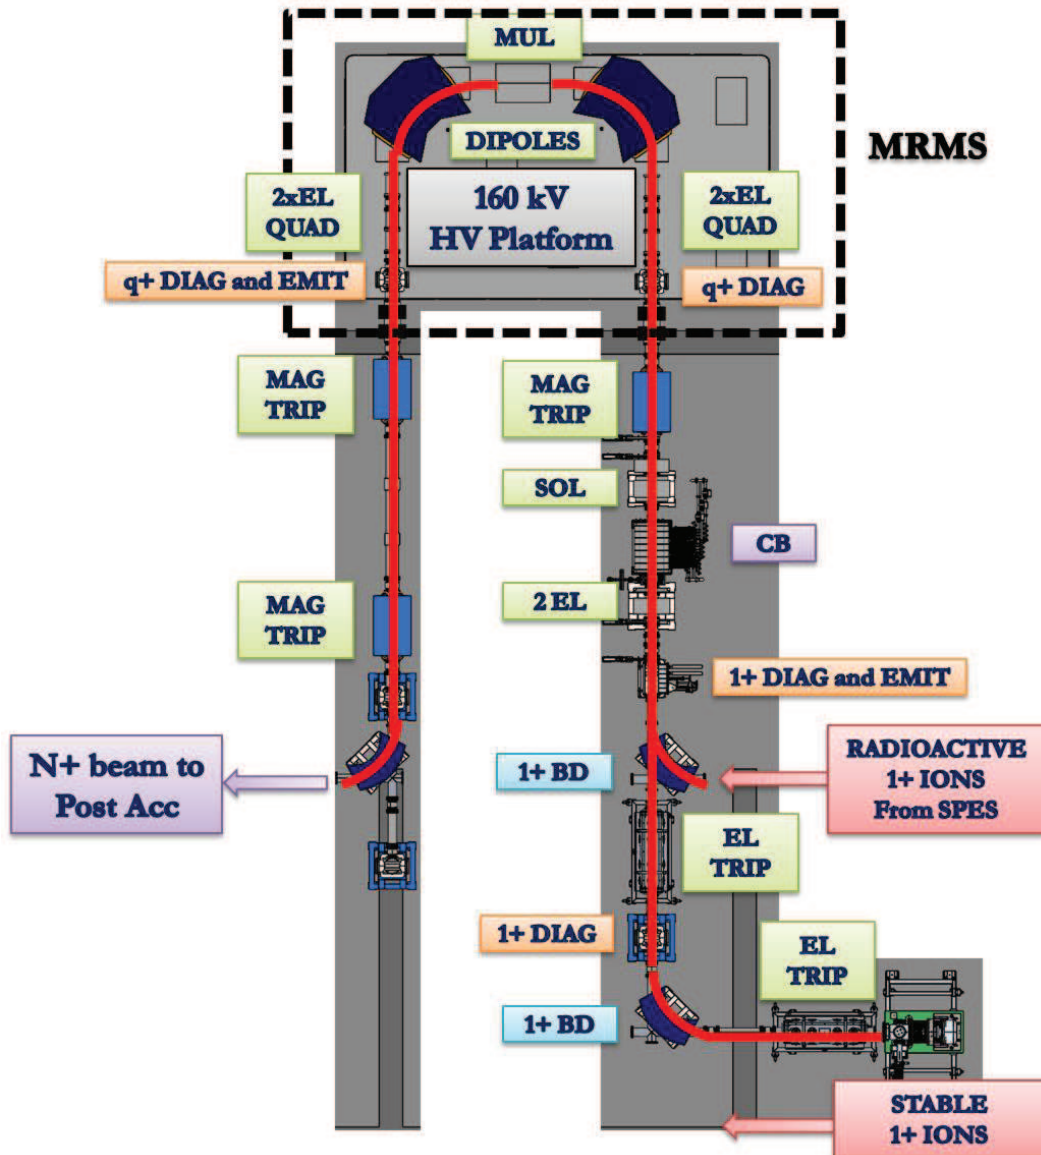 MUL
DIPOLES
MRMS
2xEL
QUAD
160 kV
HV Platform
2xEL
QUAD
q+ DIAG and EMIT
q+ DIAG
MAG
TRIP
MAG
TRIP
SOL
CB
MAG
TRIP
2 EL
1+ DIAG and EMIT
N+ beam to
Post Acc
1+ BD
RADIOACTIVE
1+ IONS
From SPES
EL
TRIP
1+ DIAG
EL
TRIP
1+ BD
STABLE
1+ IONS